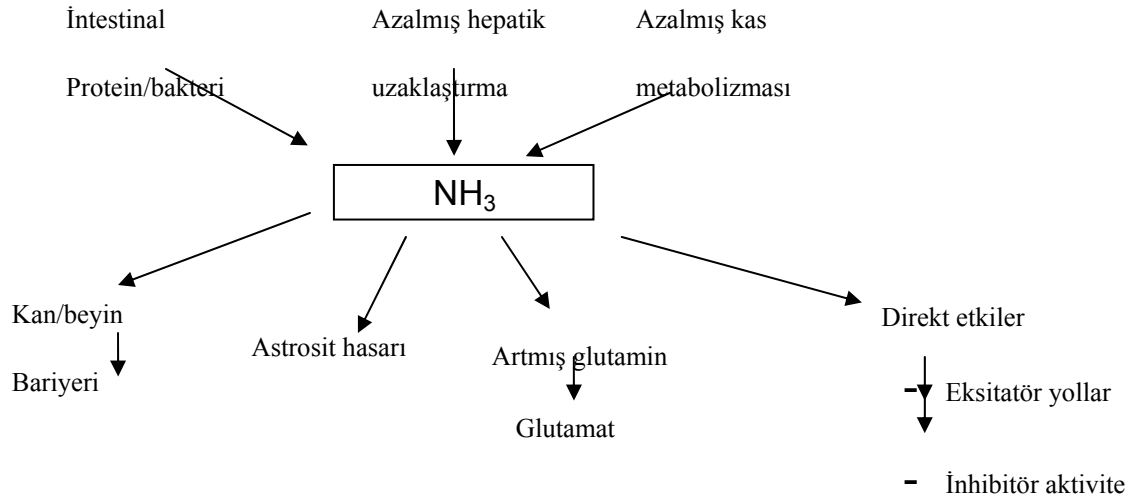 İntestinal
Protein/bakteri
Azalmış hepatik
uzaklaştırma
Azalmış kas
metabolizması
NH₃
Kan/beyin
Bariyeri
Astrosit hasarı
Artmış glutamin
Glutamat
Direkt etkiler
- Eksitatör yollar
- İnhibitör aktivite